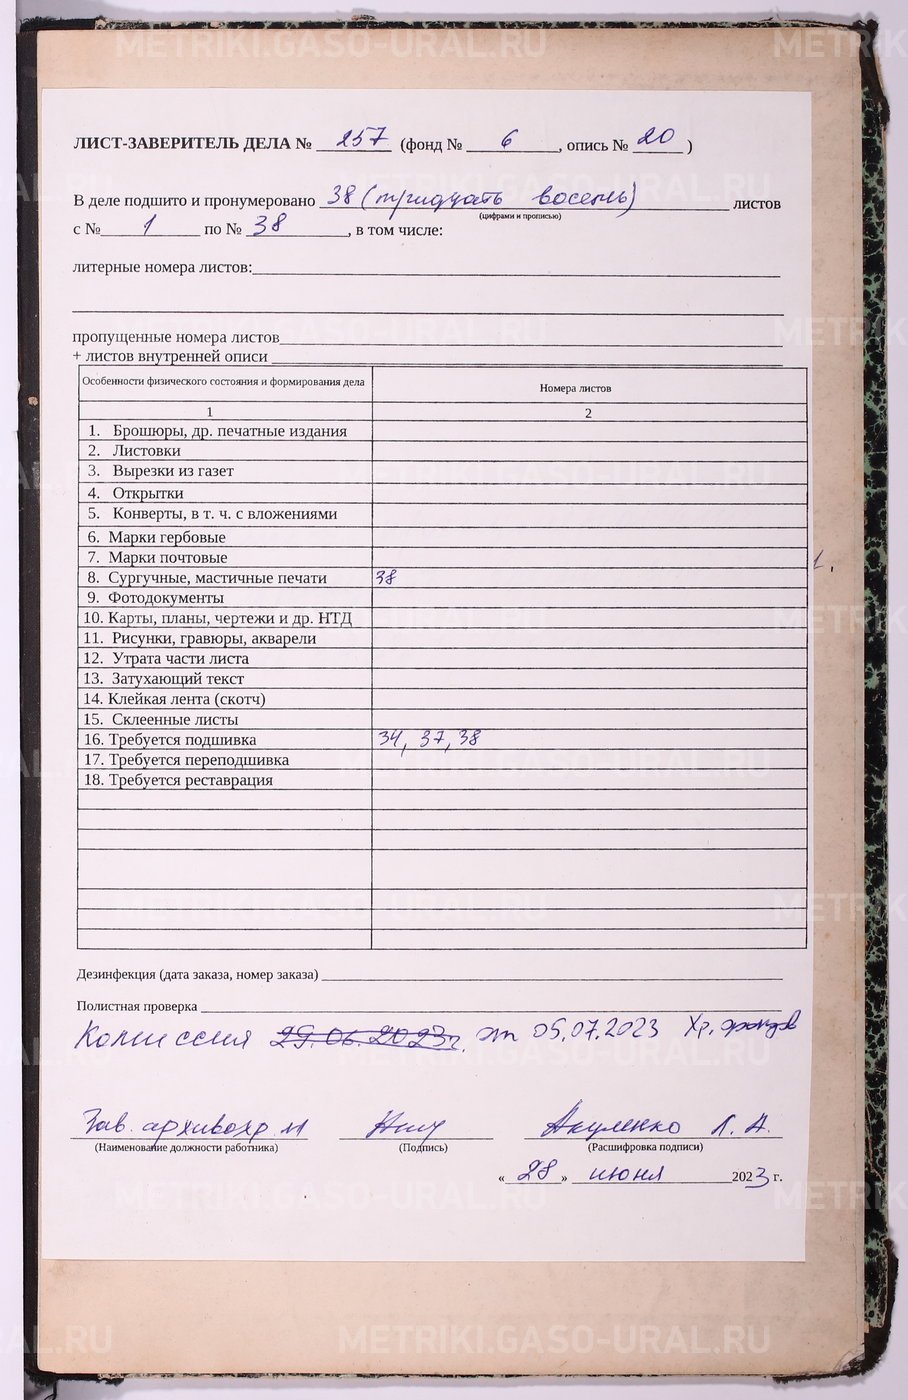 ЛИСТ-ЗАВЕРИТЕЛЬ ДЕЛА № 257 (фонд № 6, опись № 20)
В деле подшито и пронумеровано 38 (тридцать восемь) листов
(цифрами и прописью)
с № 1 по № 38, в том числе:
литерные номера листов:
пропущенные номера листов
+ листов внутренней описи
Особенности физического состояния и формирования дела Номера листов
1 2
1. Брошюры, др. печатные издания
2. Листовки
3. Вырезки из газет
4. Открытки
5. Конверты, в т. ч. с вложениями
6. Марки гербовые
7. Марки почтовые
8. Сургучные, мастичные печати 38
9. Фотодокументы
10. Карты, планы, чертежи и др. НТД
11. Рисунки, гравюры, акварели
12. Утрата части листа
13. Затухающий текст
14. Клейкая лента (скотч)
15. Склеенные листы
16. Требуется подшивка 34, 37, 38
17. Требуется переподшивка
18. Требуется реставрация
Дезинфекция (дата заказа, номер заказа)
Полистная проверка
Комиссия 29.06.2023г. от 05.07.2023 Хр. фондов
Зав. архивохр м Акуленко Л. А.
(Наименование должности работника) (Подпись) (Расшифровка подписи)
« 28 » июня 2023 г.
METRIKI.GASO-URAL.RU